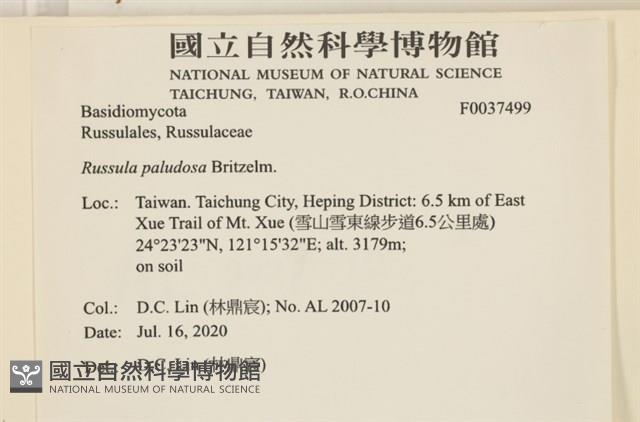 國立自然科學博物館
NATIONAL MUSEUM OF NATURAL SCIENCE
TAICHUNG, TAIWAN, R.O.CHINA
Basidiomycota F0037499
Russulales, Russulaceae
Russula paludosa Britzelm.
Loc.: Taiwan. Taichung City, Heping District: 6.5 km of East
Xue Trail of Mt. Xue (雪山雪東線步道6.5公里處)
24°23'23"N, 121°15'32"E; alt. 3179m;
on soil
Col.: D.C. Lin (林鼎宸); No. AL 2007-10
Date: Jul. 16, 2020
D.C. Lin (林鼎宸)
國立自然科學博物館
NATIONAL MUSEUM OF NATURAL SCIENCE